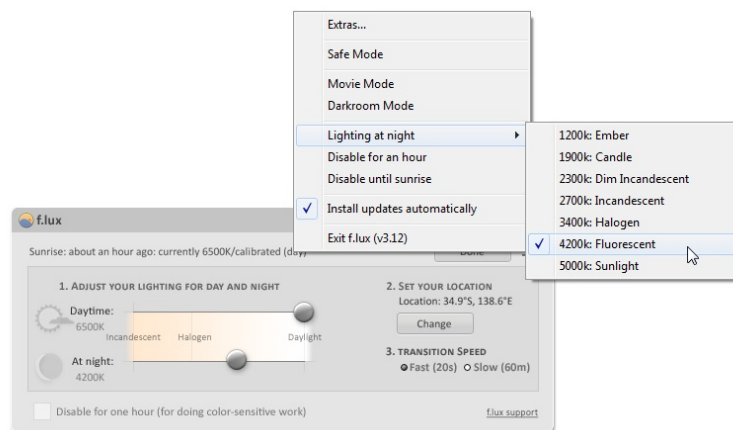 Extras...
Safe Mode
Movie Mode
Darkroom Mode
Lighting at night
Disable for an hour
Disable until sunrise
Install updates automatically
Exit f.lux (v3.12)
1200k: Ember
1900k: Candle
2300k: Dim Incandescent
2700k: Incandescent
3400k: Halogen
4200k: Fluorescent
5000k: Sunlight
f.lux
Sunrise: about an hour ago: currently 6500K/calibrated (day)
Done
1. ADJUST YOUR LIGHTING FOR DAY AND NIGHT
Daytime:
6500K
Incandescent Halogen Daylight
At night:
4200K
2. SET YOUR LOCATION
Location: 34.9°S, 138.6°E
Change
3. TRANSITION SPEED
Fast (20s) Slow (60m)
Disable for one hour (for doing color-sensitive work)
f.lux support